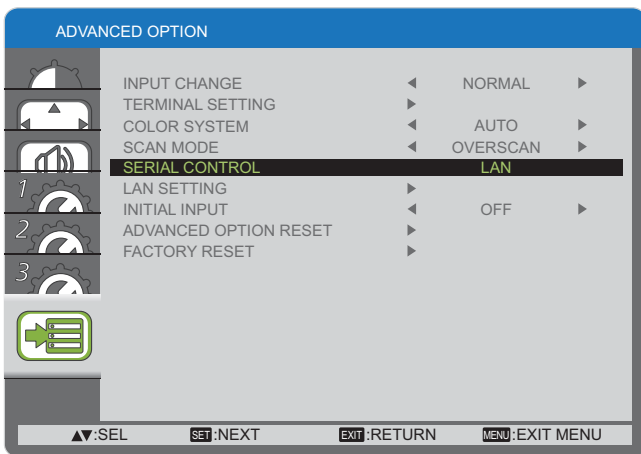 ADVANCED OPTION
INPUT CHANGE NORMAL
TERMINAL SETTING
COLOR SYSTEM AUTO
SCAN MODE OVERSCAN
SERIAL CONTROL LAN
1
LAN SETTING
INITIAL INPUT OFF
2
ADVANCED OPTION RESET
FACTORY RESET
3
:SEL SET:NEXT EXIT:RETURN MENU:EXIT MENU